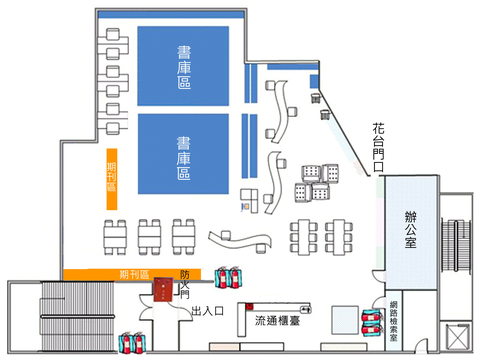 書庫區
書庫區
花台門口
期刊區
辦公室
期刊區
防火門
出入口
流通櫃臺
網路檢索室